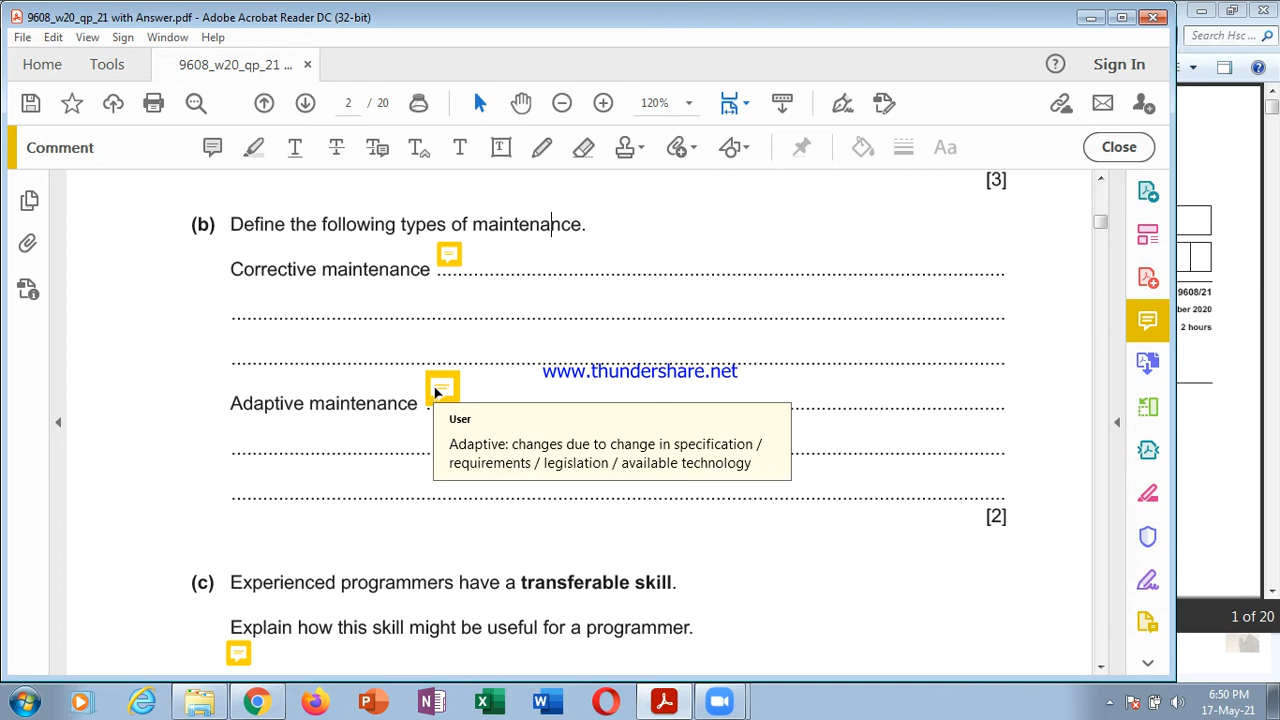 9608_w20_qp_21 with Answer.pdf - Adobe Acrobat Reader DC (32-bit)
File Edit View Sign Window Help
Search Hsc ...
Home Tools 9608_w20_qp_21 ... × Sign In
2 / 20 120%
Comment Close
[3]
(b) Define the following types of maintenance.
Corrective maintenance ....................
9608/21
ber 2020
2 hours
www.thundershare.net
Adaptive maintenance
User
Adaptive: changes due to change in specification /
requirements / legislation / available technology
[2]
(c) Experienced programmers have a transferable skill.
Explain how this skill might be useful for a programmer.
1 of 20
6:50 PM
17-May-21